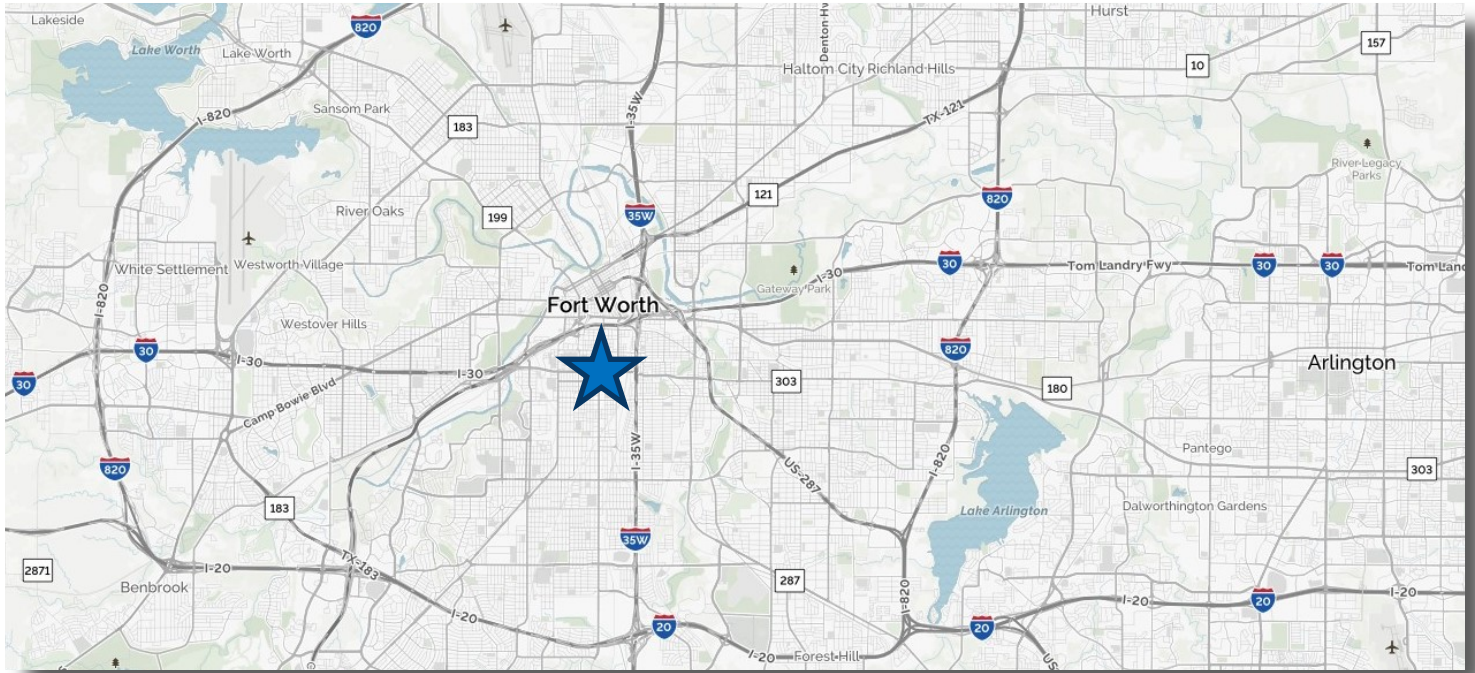 Lakeside
820
Hurst
157
Lake Worth
Lake Worth
Denton Hw
10
Haltom City Richland Hills
Sansom Park
I-820
183
I-35W
TX-121
River Legacy
Parks
121
820
River Oaks
199
35W
White Settlement
Westworth Village
30
Tom Landry Fwy
30
30
Tom Land
I-820
I-30
Gateway Park
Fort Worth
Westover Hills
30
I-30
820
Arlington
30
I-30
303
180
Camp Bowie Blvd
820
I-35W
US-287
I-820
Pantego
303
183
Lake Arlington
Dalworthington Gardens
35W
2871
Benbrook
I-20
TX-183
287
I-820
I-20
20
I-20
I-20
20
20
I-20
Forest Hill
US